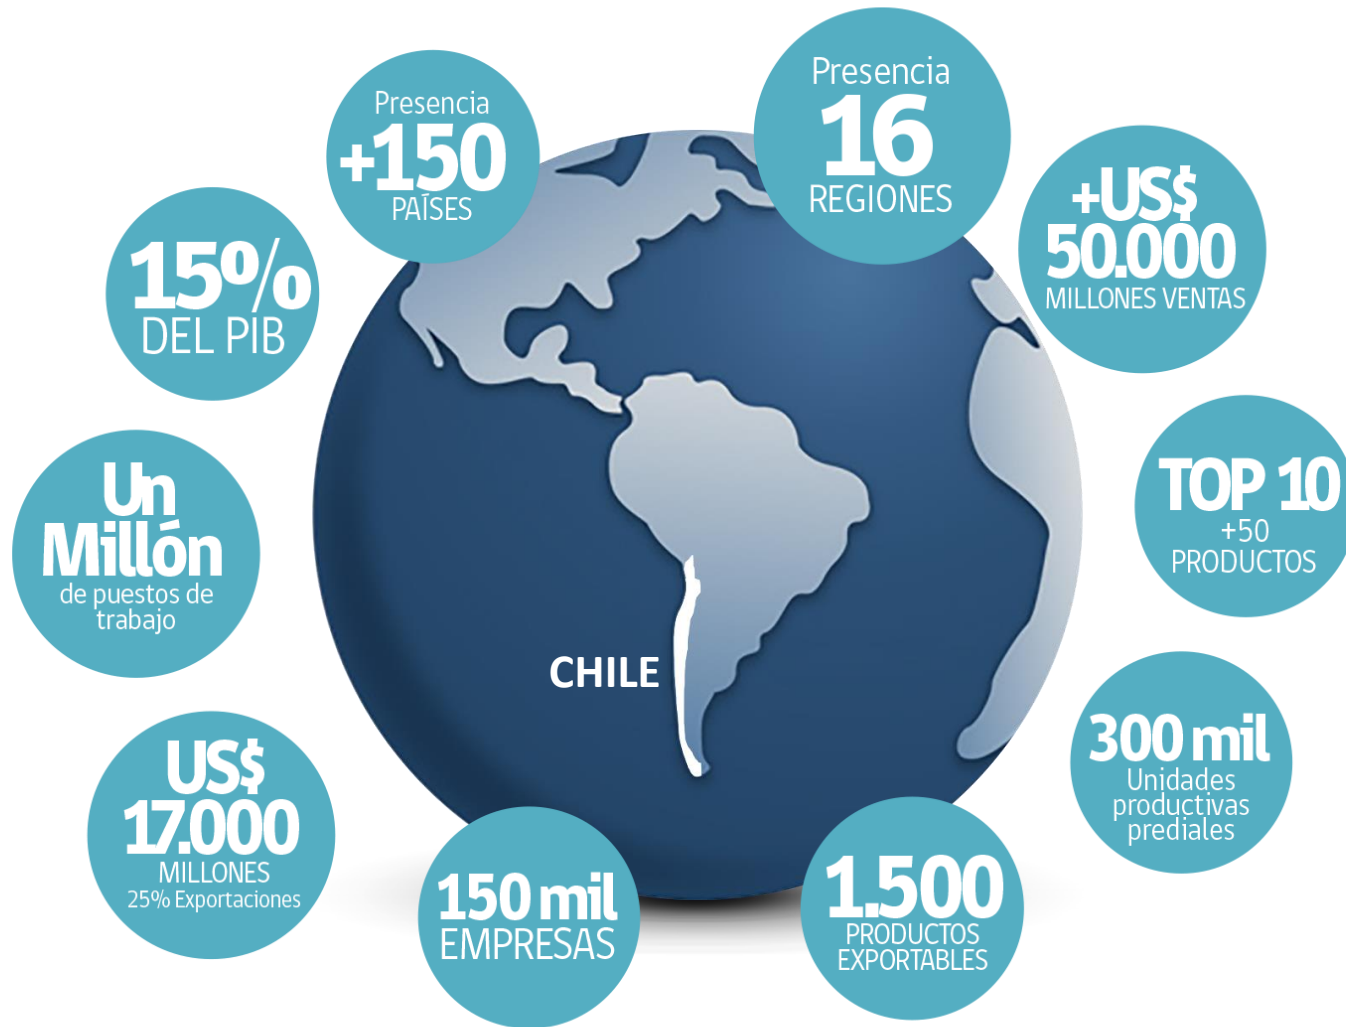 Presencia
+150
PAÍSES
Presencia
16
REGIONES
+US$
50.000
MILLONES VENTAS
15%
DEL PIB
TOP 10
+50
PRODUCTOS
Un
Millón
de puestos de
trabajo
CHILE
300 mil
Unidades
productivas
prediales
US$
17.000
MILLONES
25% Exportaciones
150 mil
EMPRESAS
1.500
PRODUCTOS
EXPORTABLES